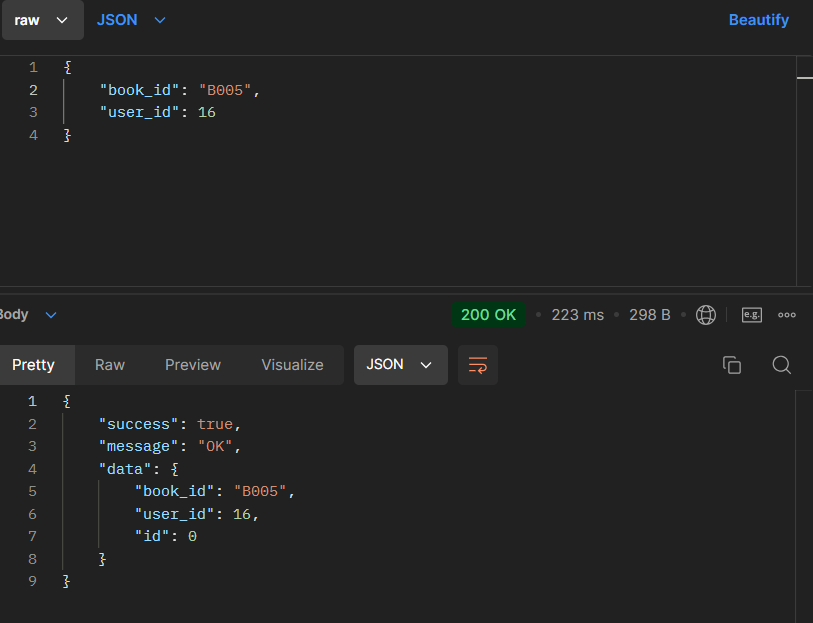 raw JSON Beautify
1 {
2 "book_id": "B005",
3 "user_id": 16
4 }
Body 200 OK • 223 ms • 298 B • e.g. ooo
Pretty Raw Preview Visualize JSON
1 {
2 "success": true,
3 "message": "OK",
4 "data": {
5 "book_id": "B005",
6 "user_id": 16,
7 "id": 0
8 }
9 }